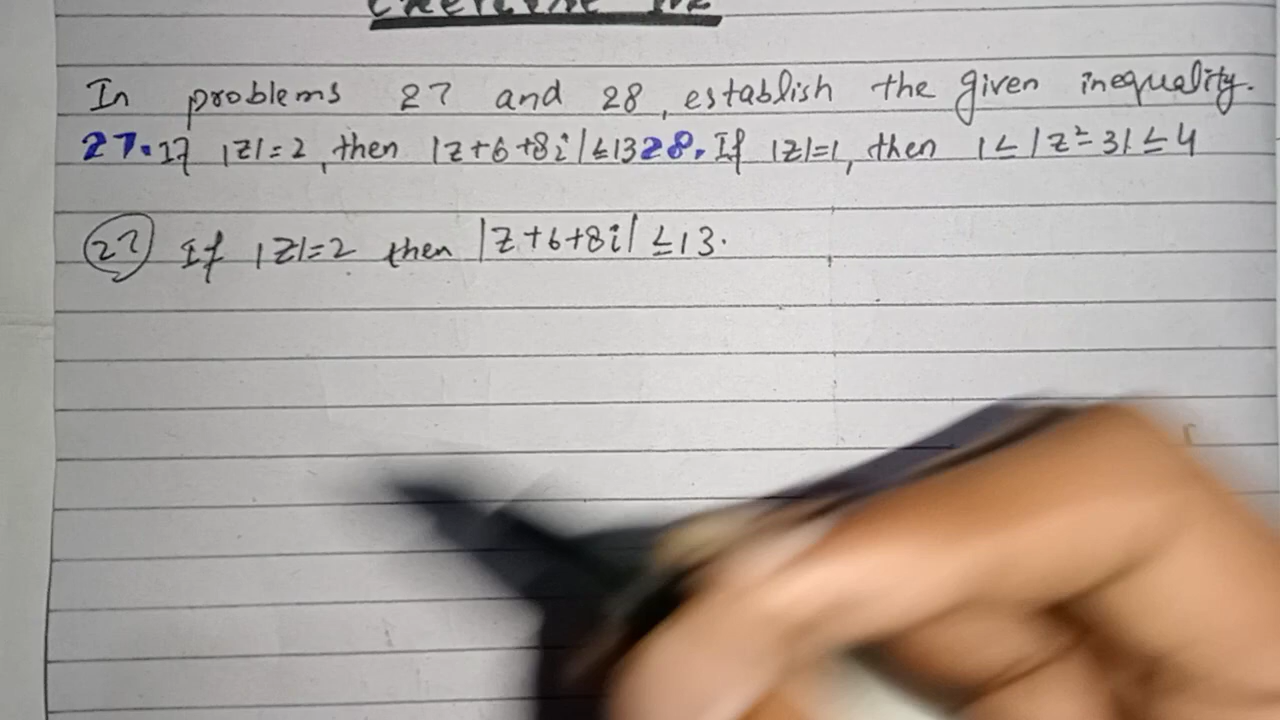 In problems 27 and 28, establish the given inequality.
27. If |z|=2, then |z+6+8i|≤13 28. If |z|=1, then 1≤|z²-3|≤4
27 If |z|=2 then |z+6+8i| ≤13.